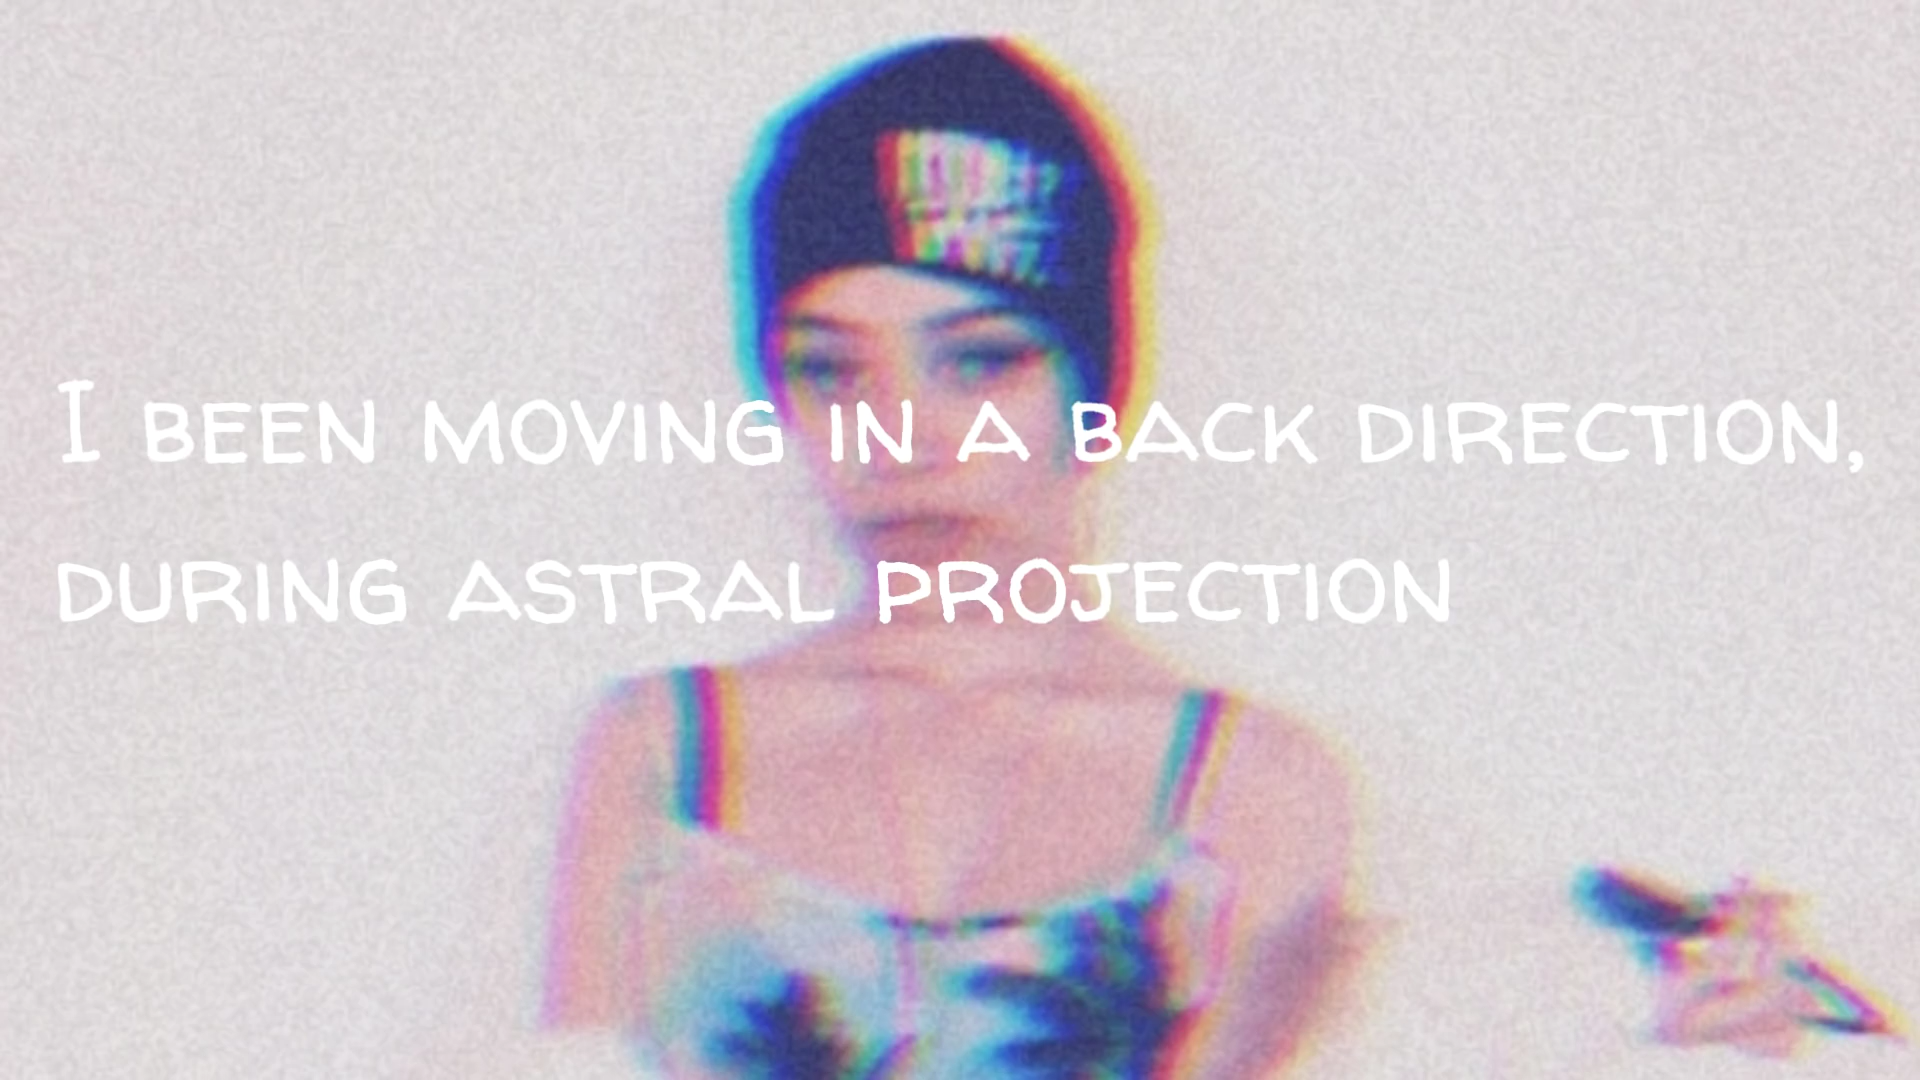 I BEEN MOVING IN A BACK DIRECTION,
DURING ASTRAL PROJECTION